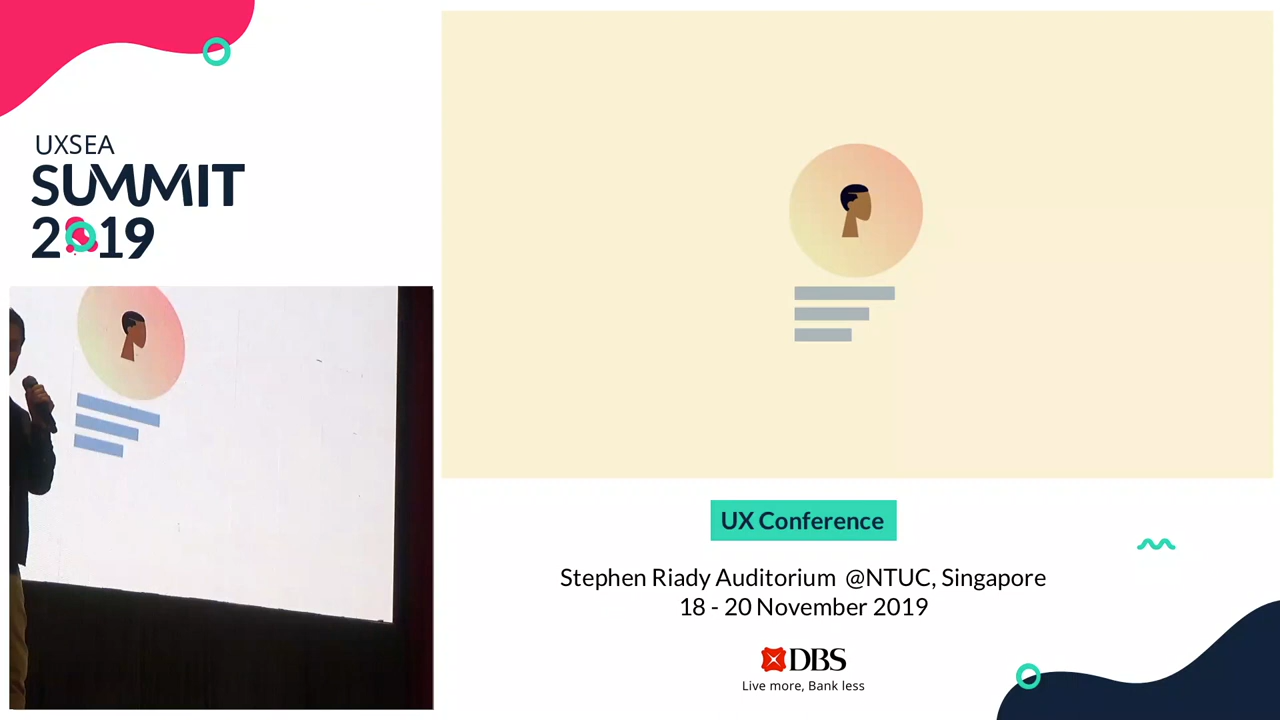 UXSEA
SUMMIT
2019
UX Conference
Stephen Riady Auditorium @NTUC, Singapore
18 - 20 November 2019
DBS
Live more, Bank less